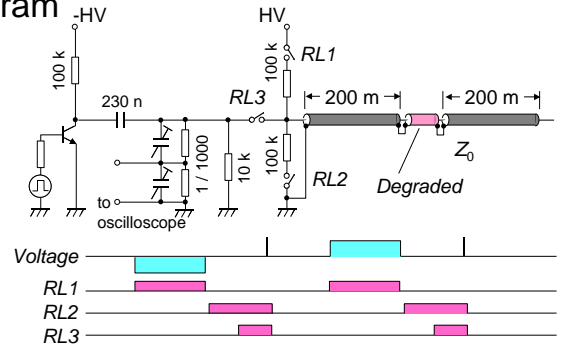 ram
-HV
HV
100 k
230 n
RL3
100 k
RL1
200 m
200 m
1 / 1000
10 k
100 k
RL2
Degraded
Z0
to
oscilloscope
Voltage
RL1
RL2
RL3